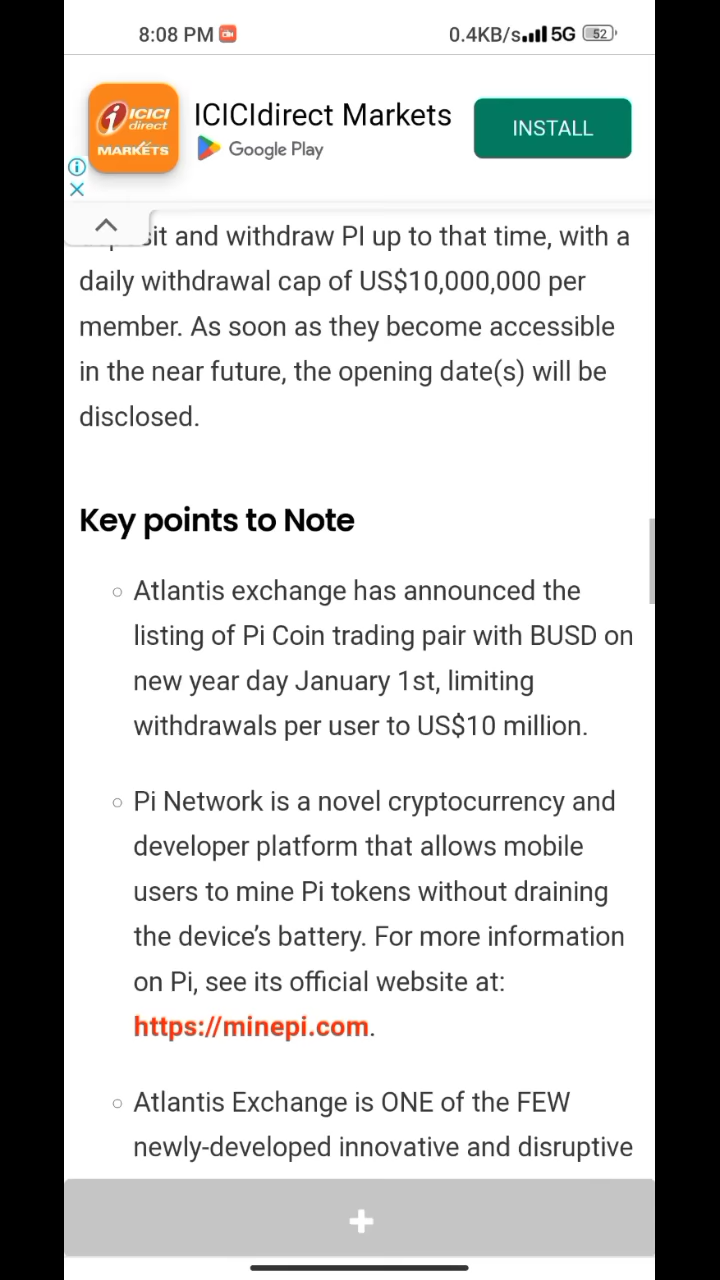 8:08 PM
0.4KB/s 5G 52
ICICI
direct
MARKETS
ICICIdirect Markets
Google Play
INSTALL
and withdraw PI up to that time, with a
daily withdrawal cap of US$10,000,000 per
member. As soon as they become accessible
in the near future, the opening date(s) will be
disclosed.
Key points to Note
Atlantis exchange has announced the
listing of Pi Coin trading pair with BUSD on
new year day January 1st, limiting
withdrawals per user to US$10 million.
Pi Network is a novel cryptocurrency and
developer platform that allows mobile
users to mine Pi tokens without draining
the device’s battery. For more information
on Pi, see its official website at:
https://minepi.com.
Atlantis Exchange is ONE of the FEW
newly-developed innovative and disruptive